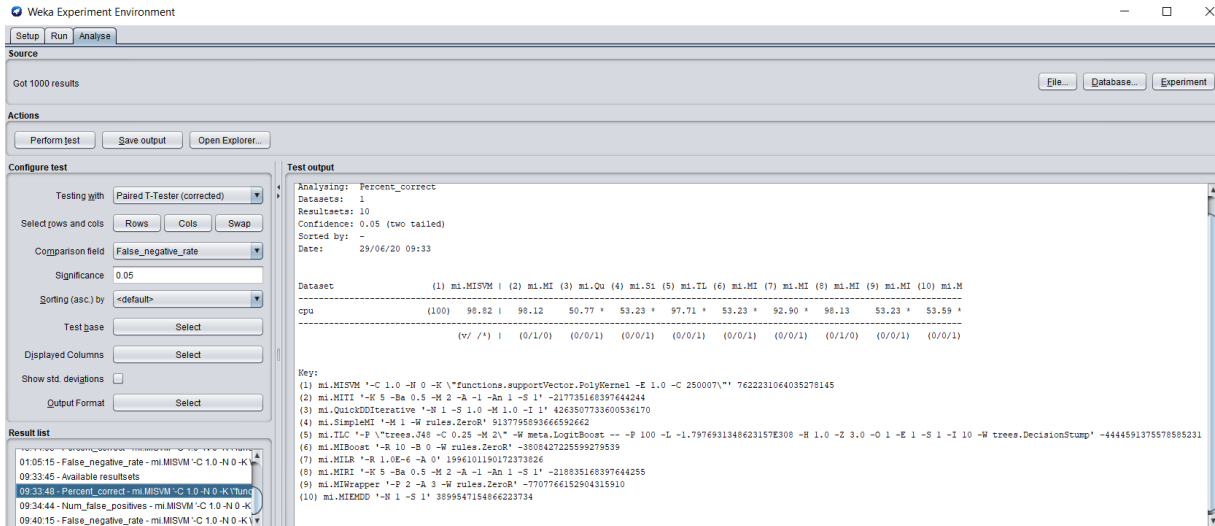 Weka Experiment Environment
Setup Run Analyse
Source
Got 1000 results
File... Database... Experiment
Actions
Perform test Save output Open Explorer...
Configure test
Testing with Paired T-Tester (corrected)
Select rows and cols Rows Cols Swap
Comparison field False_negative_rate
Significance 0.05
Sorting (asc.) by <default>
Test base Select
Displayed Columns Select
Show std. deviations
Output Format Select
Result list
01:05:15 - False_negative_rate - mi.MISVM '-C 1.0 -N 0 -K \
09:33:45 - Available resultsets
09:33:48 - Percent_correct - mi.MISVM '-C 1.0 -N 0 -K \"func
09:34:44 - Num_false_positives - mi.MISVM '-C 1.0 -N 0 -K
09:40:15 - False_negative_rate - mi.MISVM '-C 1.0 -N 0 -K \
Test output
Analysing: Percent_correct
Datasets: 1
Resultsets: 10
Confidence: 0.05 (two tailed)
Sorted by: -
Date: 29/06/20 09:33
Dataset (1) mi.MISVM | (2) mi.MI (3) mi.Qu (4) mi.Si (5) mi.TL (6) mi.MI (7) mi.MI (8) mi.MI (9) mi.MI (10) mi.M
cpu (100) 98.82 | 98.12 50.77 * 53.23 * 97.71 * 53.23 * 92.90 * 98.13 53.23 * 53.59 *
(v/ /*) | (0/1/0) (0/0/1) (0/0/1) (0/0/1) (0/0/1) (0/0/1) (0/1/0) (0/0/1) (0/0/1)
Key:
(1) mi.MISVM '-C 1.0 -N 0 -K \"functions.supportVector.PolyKernel -E 1.0 -C 250007\"' 7622231064035278145
(2) mi.MITI '-K 5 -Ba 0.5 -M 2 -A -1 -An 1 -S 1' -217735168397644244
(3) mi.QuickDDIterative '-N 1 -S 1.0 -M 1.0 -I 1' 4263507733600536170
(4) mi.SimpleMI '-M 1 -W rules.ZeroR' 9137795893666592662
(5) mi.TLC '-P \"trees.J48 -C 0.25 -M 2\" -W meta.LogitBoost -- -P 100 -L -1.7976931348623157E308 -H 1.0 -Z 3.0 -O 1 -E 1 -S 1 -I 10 -W trees.DecisionStump' -4444591375578585231
(6) mi.MIBoost '-R 10 -B 0 -W rules.ZeroR' -3808427225599279539
(7) mi.MILR '-R 1.0E-6 -A 0' 1996101190172373826
(8) mi.MIRI '-K 5 -Ba 0.5 -M 2 -A -1 -An 1 -S 1' -218835168397644255
(9) mi.MIWrapper '-P 2 -A 3 -W rules.ZeroR' -7707766152904315910
(10) mi.MIEMDD '-N 1 -S 1' 3899547154866223734